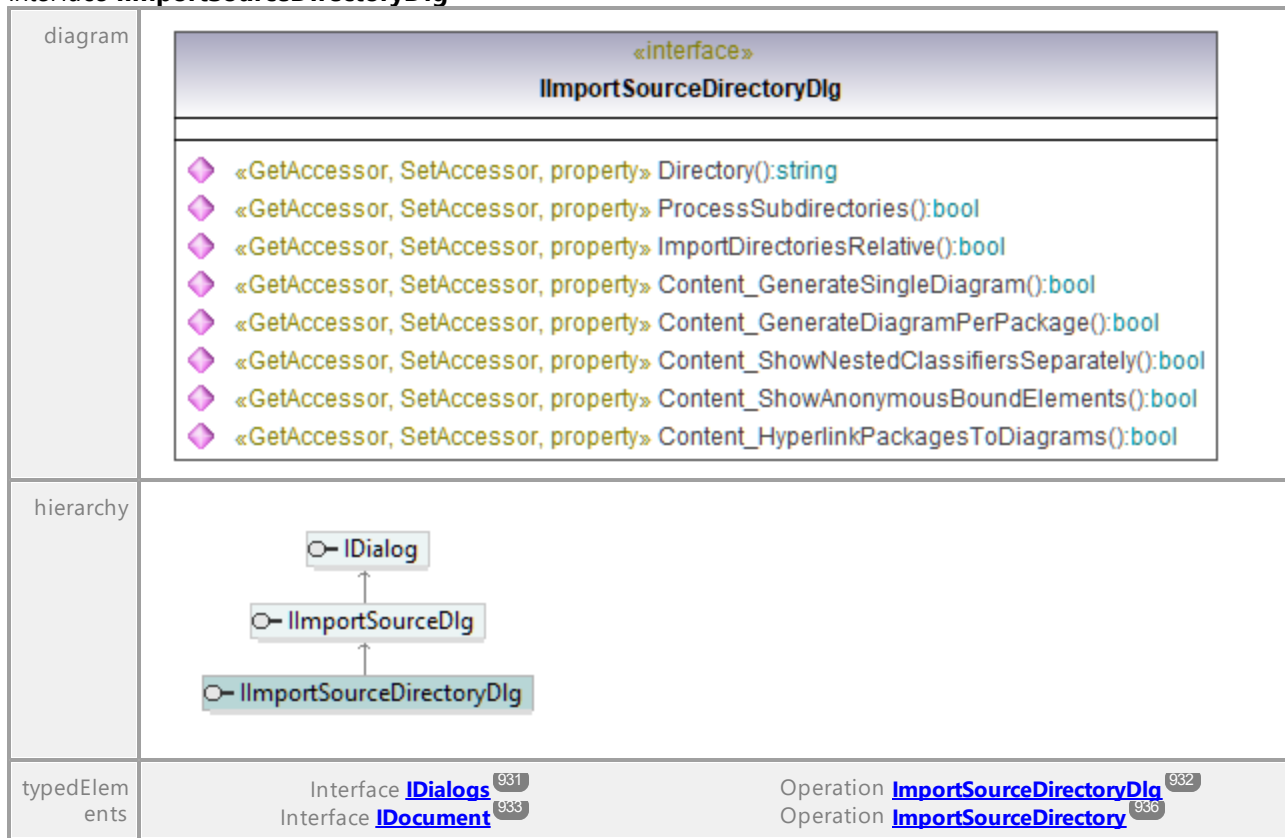 interface IImportSourceDirectoryDlg
diagram
«interface»
IImportSourceDirectoryDlg
«GetAccessor, SetAccessor, property» Directory():string
«GetAccessor, SetAccessor, property» ProcessSubdirectories():bool
«GetAccessor, SetAccessor, property» ImportDirectoriesRelative():bool
«GetAccessor, SetAccessor, property» Content_GenerateSingleDiagram():bool
«GetAccessor, SetAccessor, property» Content_GenerateDiagramPerPackage():bool
«GetAccessor, SetAccessor, property» Content_ShowNestedClassifiersSeparately():bool
«GetAccessor, SetAccessor, property» Content_ShowAnonymousBoundElements():bool
«GetAccessor, SetAccessor, property» Content_HyperlinkPackagesToDiagrams():bool
hierarchy
IDialog
IImportSourceDlg
IImportSourceDirectoryDlg
typedElem
ents
Interface IDialogs 931 Operation ImportSourceDirectoryDlg 932
Interface IDocument 933 Operation ImportSourceDirectory 936